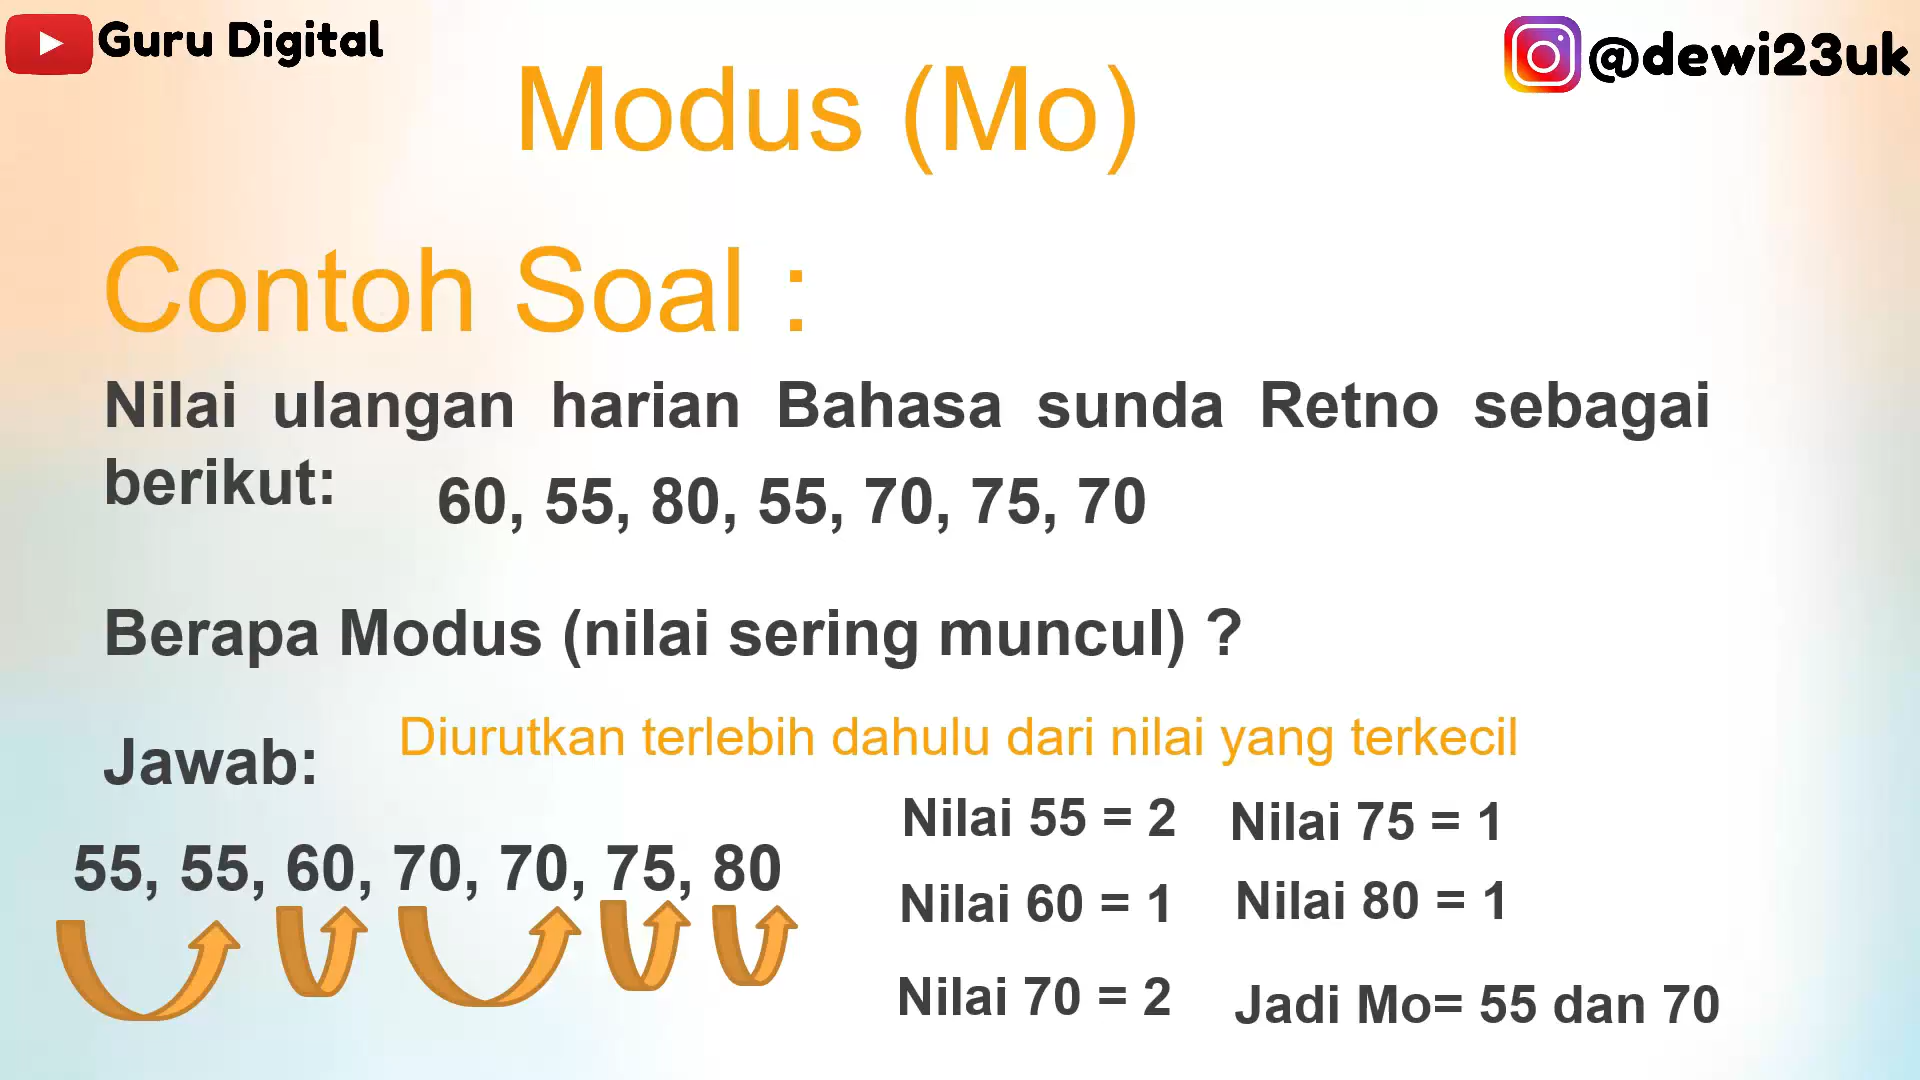 Guru Digital
@dewi23uk
Modus (Mo)
Contoh Soal :
Nilai ulangan harian Bahasa sunda Retno sebagai
berikut: 60, 55, 80, 55, 70, 75, 70
Berapa Modus (nilai sering muncul) ?
Jawab: Diurutkan terlebih dahulu dari nilai yang terkecil
55, 55, 60, 70, 70, 75, 80
Nilai 55 = 2 Nilai 75 = 1
Nilai 60 = 1 Nilai 80 = 1
Nilai 70 = 2 Jadi Mo= 55 dan 70